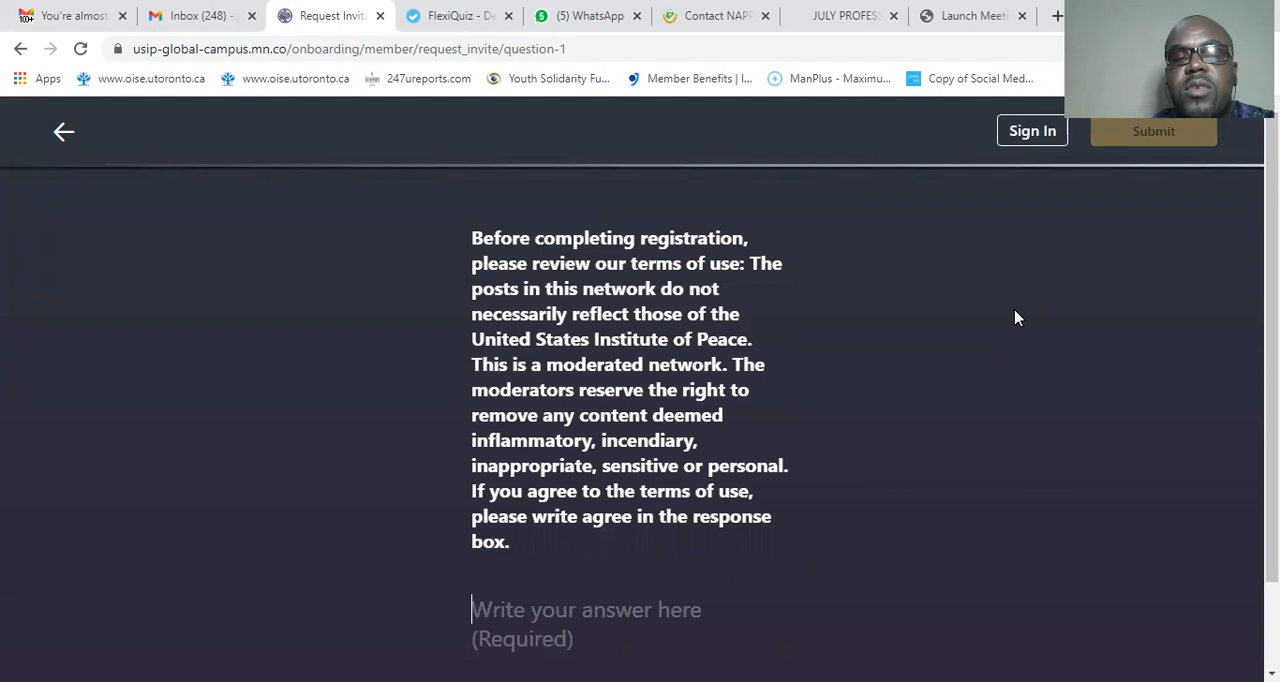 You're almost
Inbox (248) -
Request Invit
FlexiQuiz - De
(5) WhatsApp
Contact NAP
JULY PROFES
Launch Meet
usip-global-campus.mn.co/onboarding/member/request_invite/question-1
Apps
www.oise.utoronto.ca
www.oise.utoronto.ca
247ureports.com
Youth Solidarity Fu...
Member Benefits | I...
ManPlus - Maximu...
Copy of Social Med...
Sign In
Submit
Before completing registration,
please review our terms of use: The
posts in this network do not
necessarily reflect those of the
United States Institute of Peace.
This is a moderated network. The
moderators reserve the right to
remove any content deemed
inflammatory, incendiary,
inappropriate, sensitive or personal.
If you agree to the terms of use,
please write agree in the response
box.
Write your answer here
(Required)